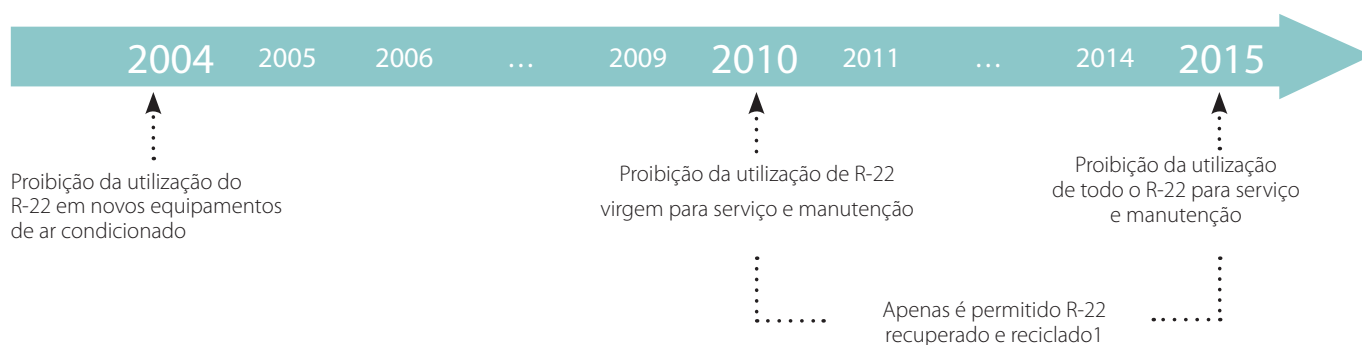 2004 2005 2006 ... 2009 2010 2011 ... 2014 2015
Proibição da utilização do
R-22 em novos equipamentos
de ar condicionado
Proibição da utilização de R-22
virgem para serviço e manutenção
Proibição da utilização
de todo o R-22 para serviço
e manutenção
Apenas é permitido R-22
recuperado e reciclado1